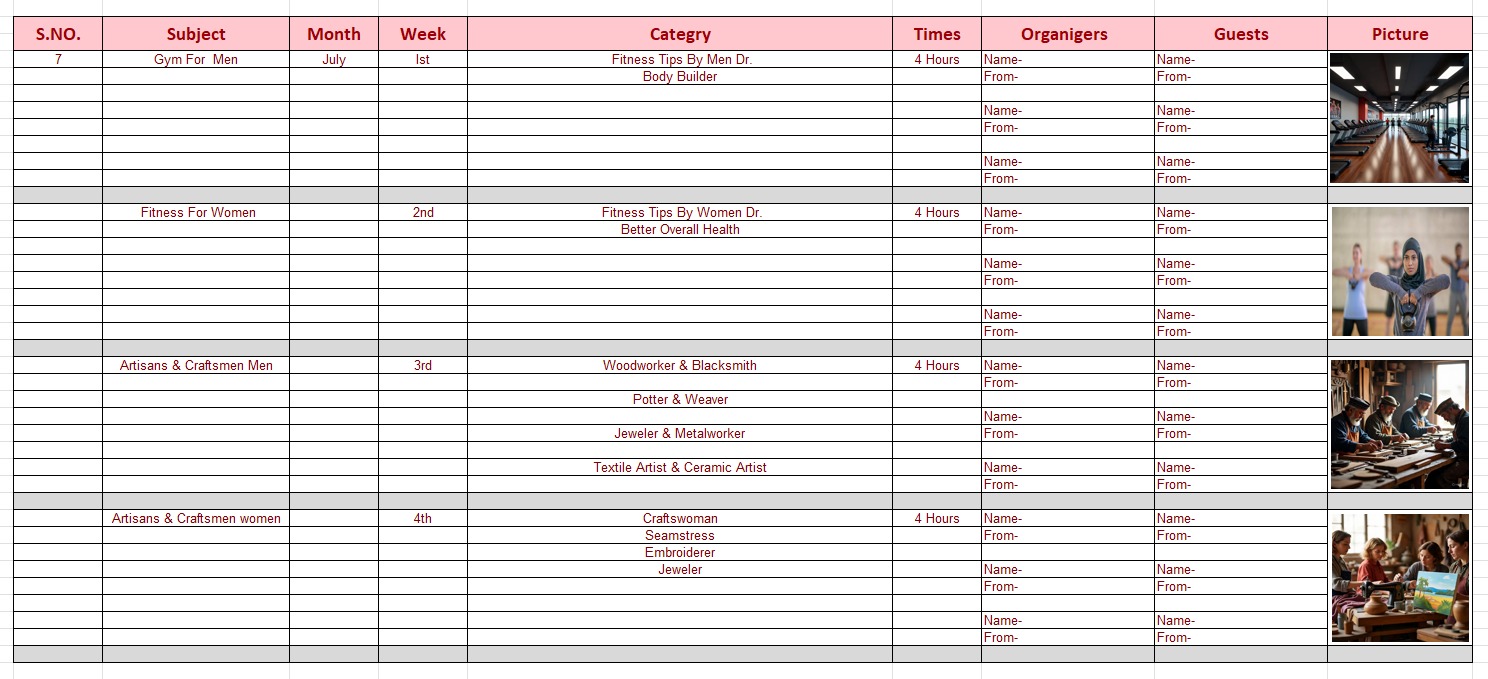 S.NO. Subject Month Week Categry Times Organigers Guests Picture
7 Gym For Men July Ist Fitness Tips By Men Dr. 4 Hours Name- Name-
Body Builder From- From-
Name- Name-
From- From-
Name- Name-
From- From-
Fitness For Women 2nd Fitness Tips By Women Dr. 4 Hours Name- Name-
Better Overall Health From- From-
Name- Name-
From- From-
Name- Name-
From- From-
Artisans & Craftsmen Men 3rd Woodworker & Blacksmith 4 Hours Name- Name-
From- From-
Potter & Weaver
Name- Name-
Jeweler & Metalworker From- From-
Textile Artist & Ceramic Artist Name- Name-
From- From-
Artisans & Craftsmen women 4th Craftswoman 4 Hours Name- Name-
Seamstress From- From-
Embroiderer
Jeweler Name- Name-
From- From-
Name- Name-
From- From-